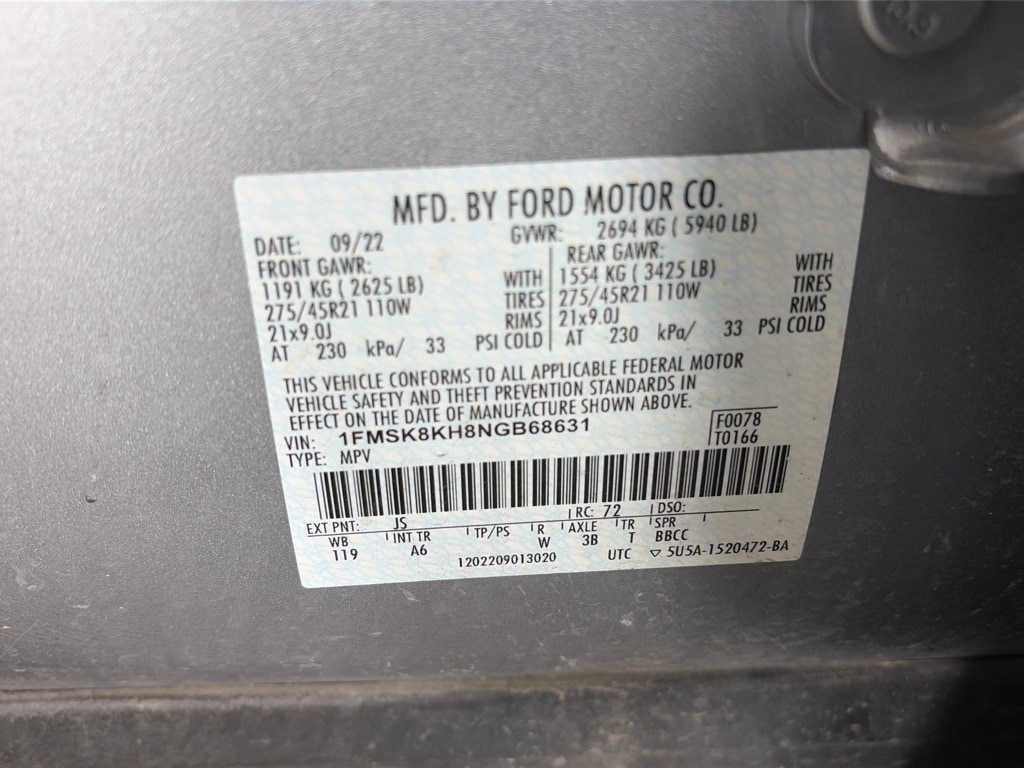 MFD. BY FORD MOTOR CO.
DATE: 09/22 GVWR: 2694 KG ( 5940 LB)
FRONT GAWR: REAR GAWR:
1191 KG ( 2625 LB) WITH 1554 KG ( 3425 LB) WITH
275/45R21 110W TIRES 275/45R21 110W TIRES
21x9.0J RIMS 21x9.0J RIMS
AT 230 kPa/ 33 PSI COLD AT 230 kPa/ 33 PSI COLD
THIS VEHICLE CONFORMS TO ALL APPLICABLE FEDERAL MOTOR
VEHICLE SAFETY AND THEFT PREVENTION STANDARDS IN
EFFECT ON THE DATE OF MANUFACTURE SHOWN ABOVE.
VIN: 1FMSK8KH8NGB68631 F0078
TYPE: MPV T0166
EXT PNT: JS RC: 72 DSO:
WB INT TR TP/PS R AXLE TR SPR
119 A6 W 3B T BBCC
1202209013020 UTC ▽ 5U5A-1520472-BA